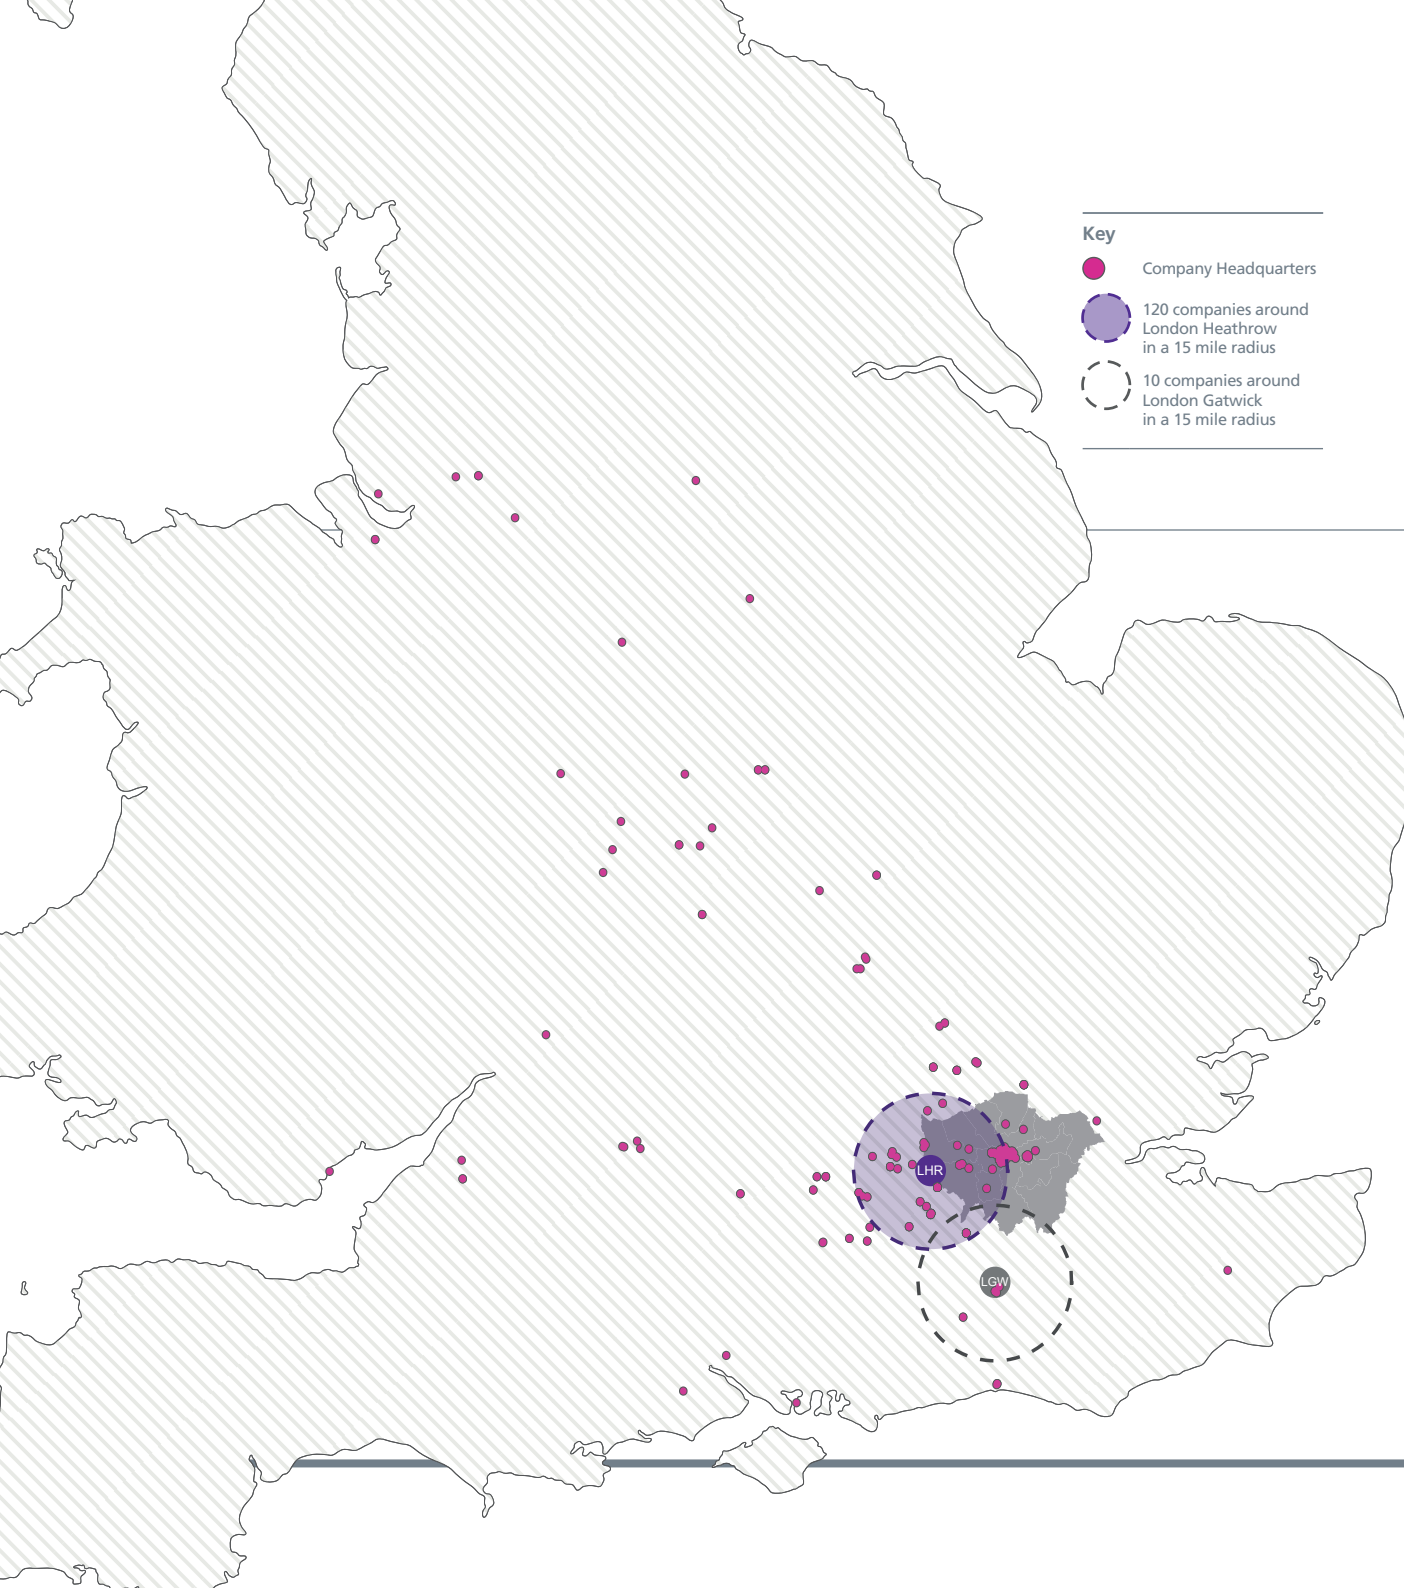 Key
Company Headquarters
120 companies around
London Heathrow
in a 15 mile radius
10 companies around
London Gatwick
in a 15 mile radius
LHR
LGW